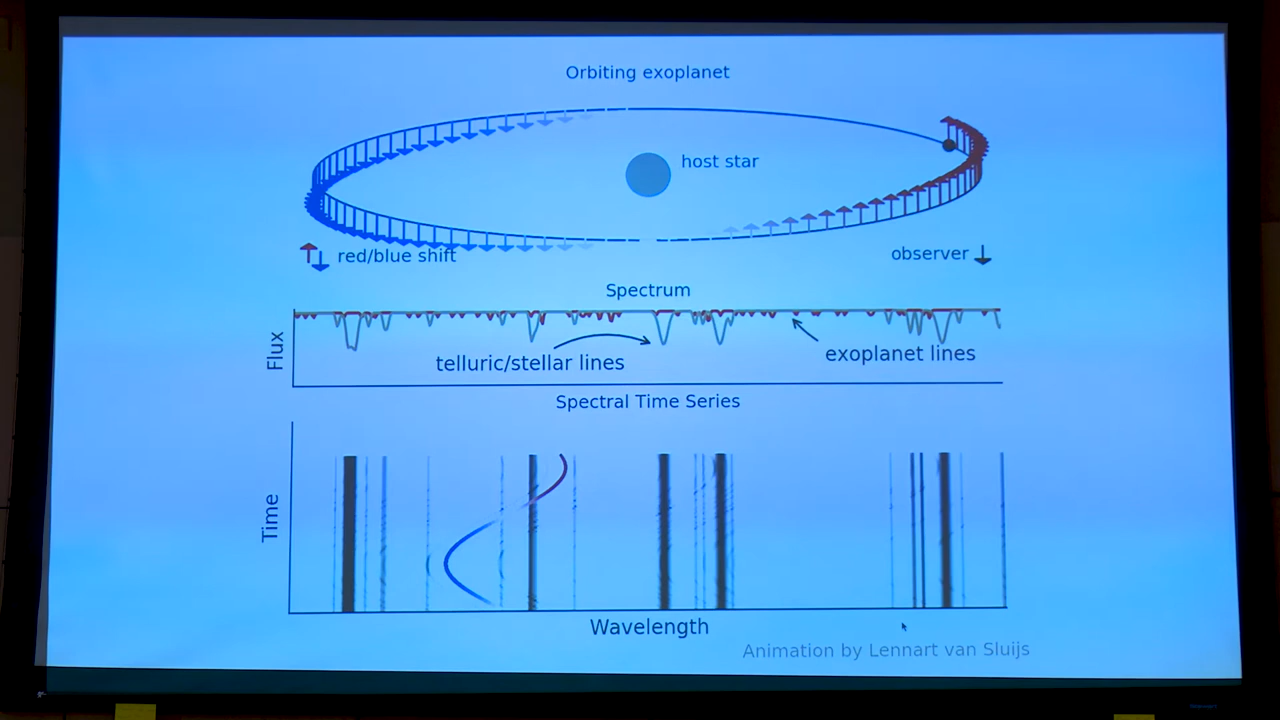 Orbiting exoplanet
host star
red/blue shift
observer
Spectrum
Flux
telluric/stellar lines
exoplanet lines
Spectral Time Series
Time
Wavelength
Animation by Lennart van Sluijs